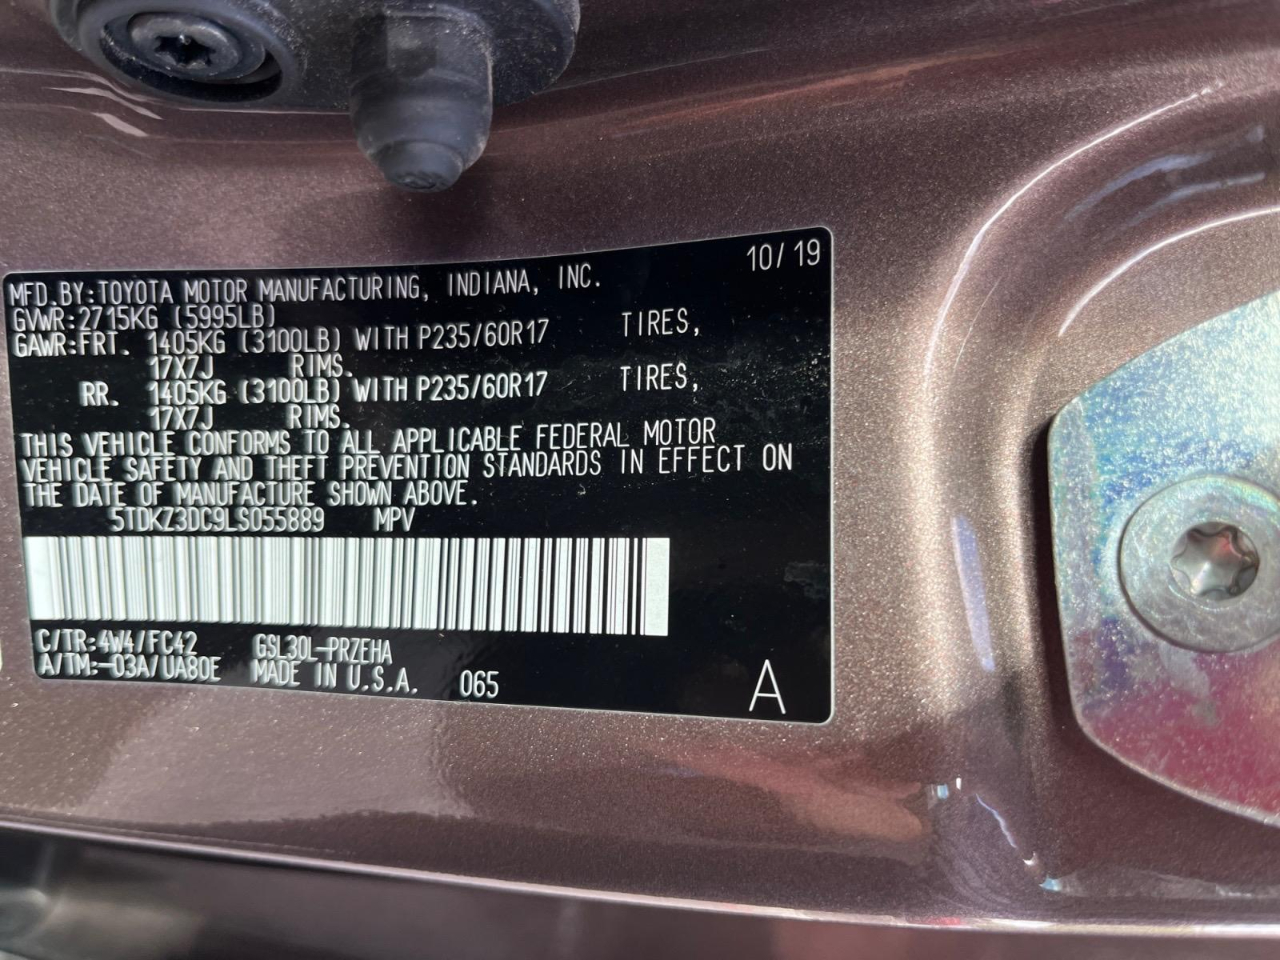 10/19
MFD.BY:TOYOTA MOTOR MANUFACTURING, INDIANA, INC.
GVWR:2715KG (5995LB)
GAWR:FRT. 1405KG (3100LB) WITH P235/60R17 TIRES,
17X7J RIMS.
RR. 1405KG (3100LB) WITH P235/60R17 TIRES,
17X7J RIMS.
THIS VEHICLE CONFORMS TO ALL APPLICABLE FEDERAL MOTOR
VEHICLE SAFETY AND THEFT PREVENTION STANDARDS IN EFFECT ON
THE DATE OF MANUFACTURE SHOWN ABOVE.
5TDKZ3DC9LS055889 MPV
C/TR:4W4/FC42 GSL30L-PRZEHA
A/TM:-03A/UA80E MADE IN U.S.A. 065
A